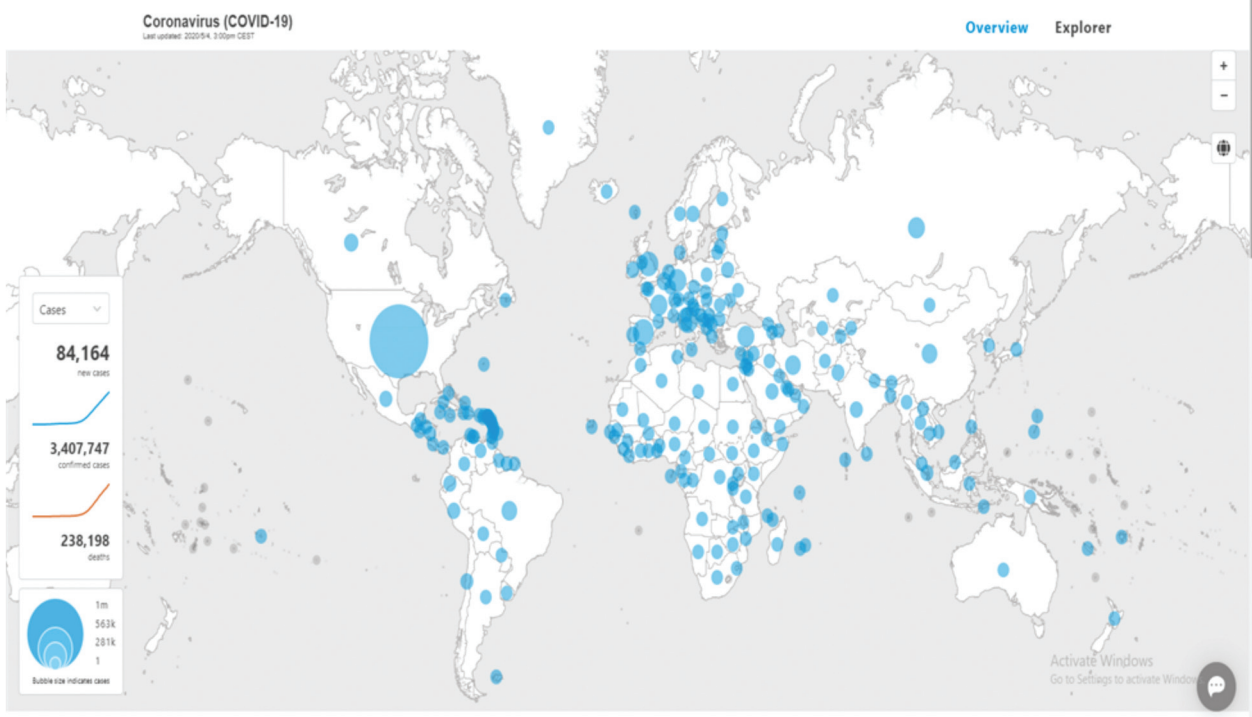 Coronavirus (COVID-19)
Last updated: 2020/5/4, 3:00pm CEST
Overview Explorer
+
−
Cases
84,164
new cases
3,407,747
confirmed cases
238,198
deaths
1m
563k
281k
1
Bubble size indicates cases
Activate Windows
Go to Settings to activate Window